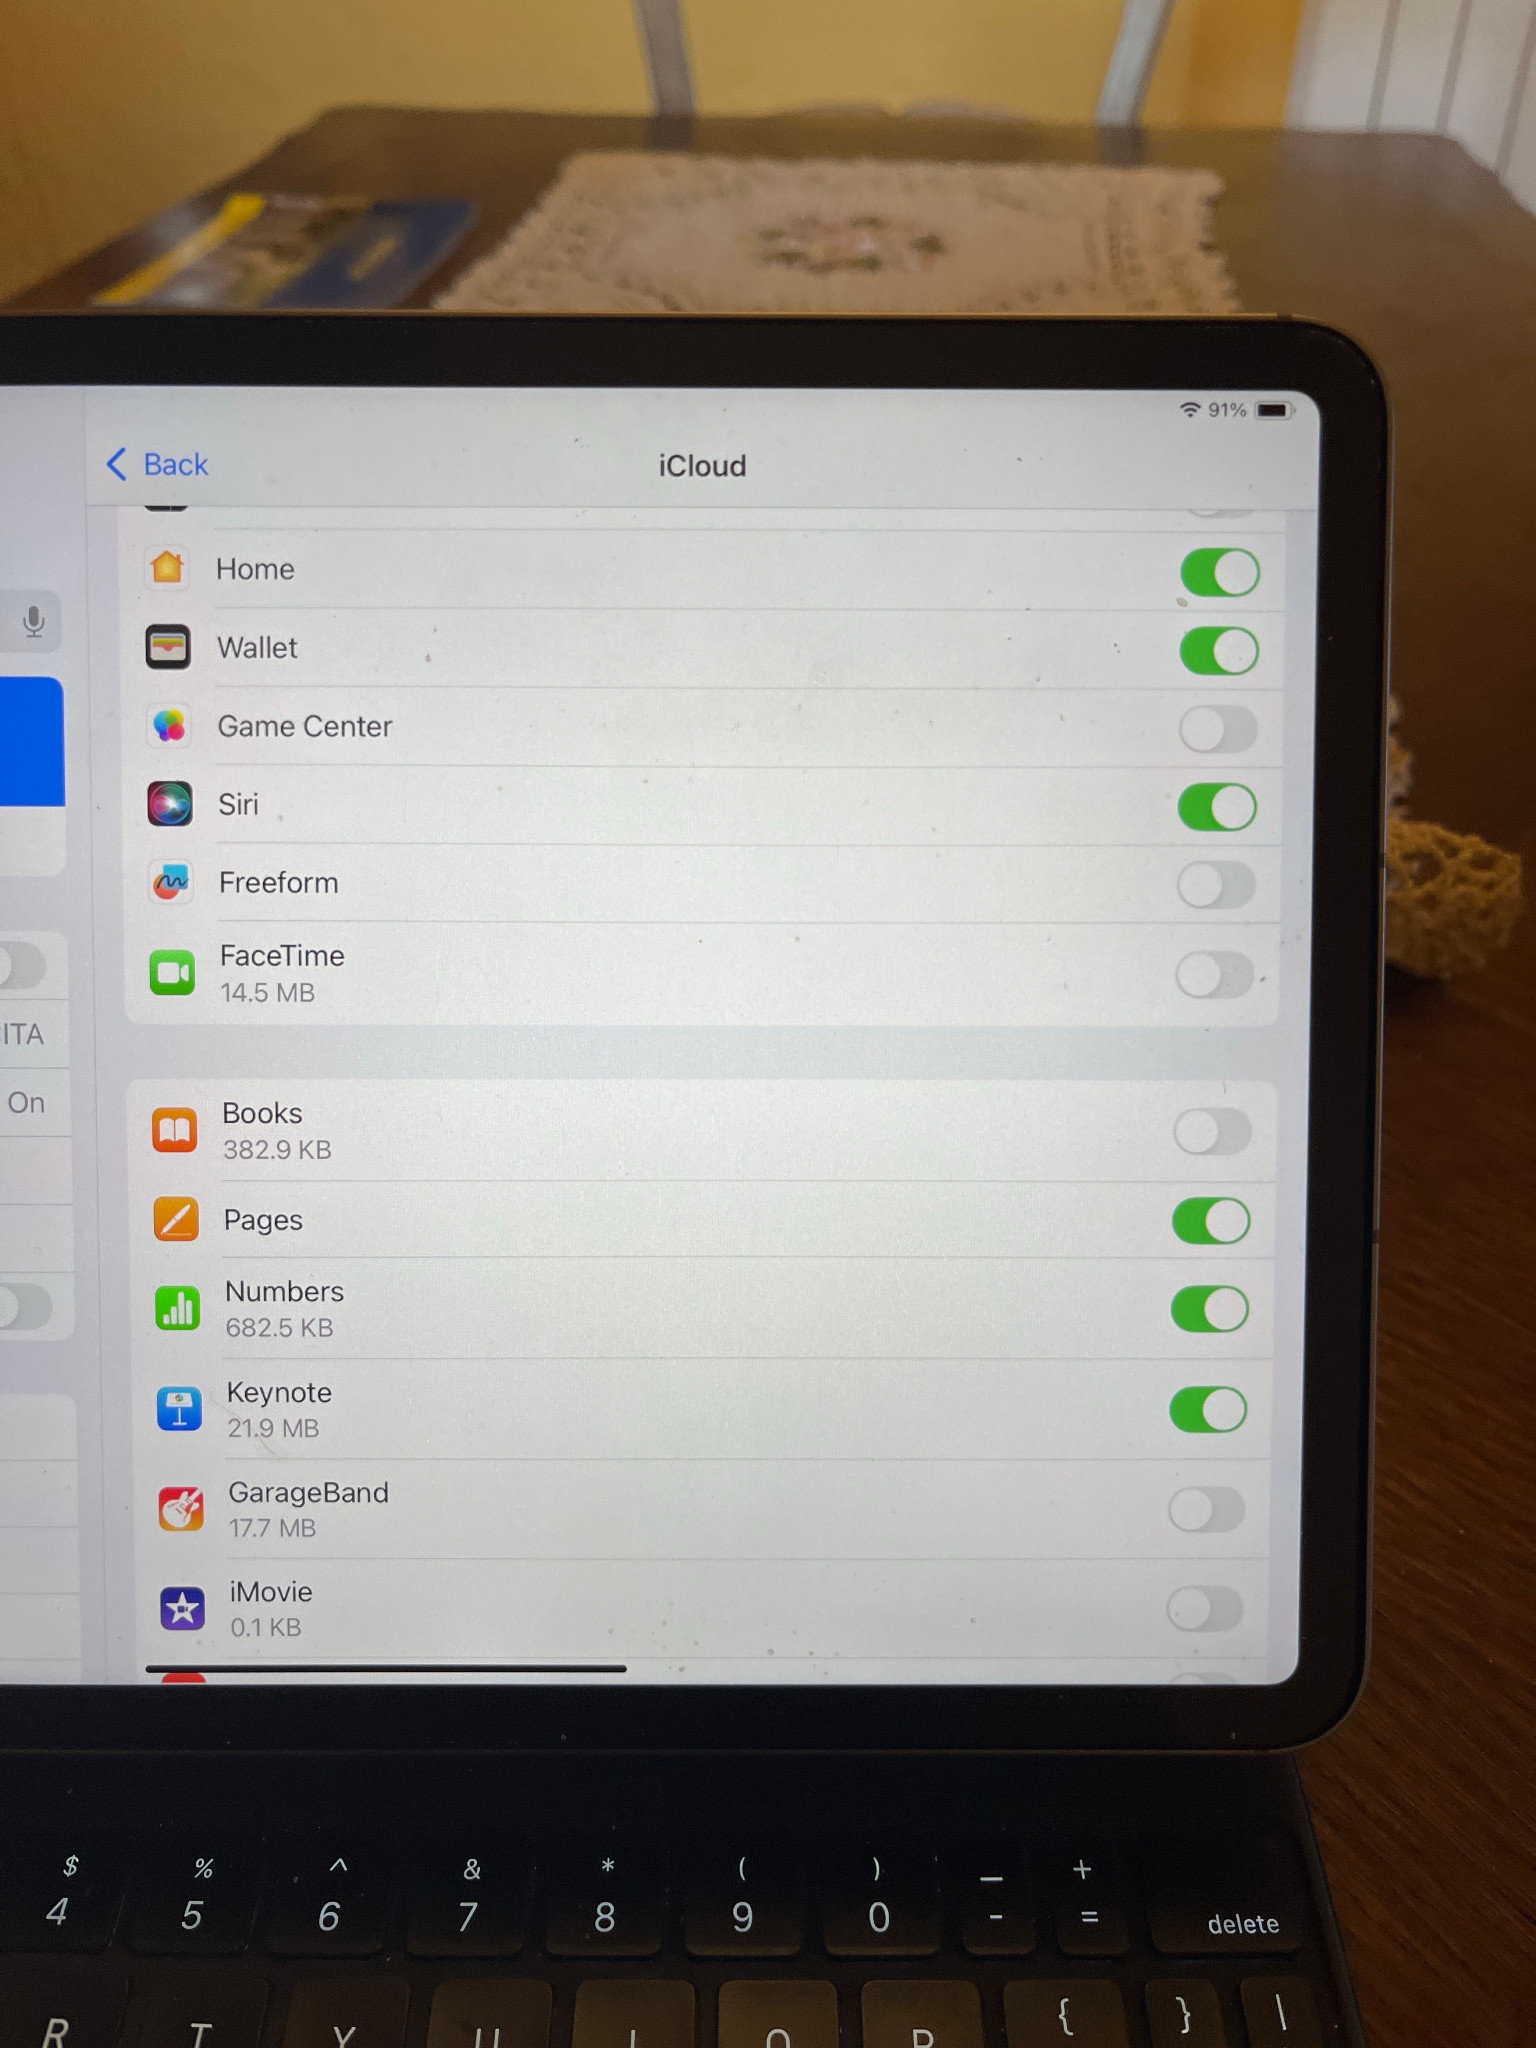 91%
Back
iCloud
Home
Wallet
Game Center
Siri
Freeform
FaceTime
14.5 MB
ITA
On
Books
382.9 KB
Pages
Numbers
682.5 KB
Keynote
21.9 MB
GarageBand
17.7 MB
iMovie
0.1 KB
$ % ^ & * ( ) _ +
4 5 6 7 8 9 0 - = delete
R T Y U I O P { } |